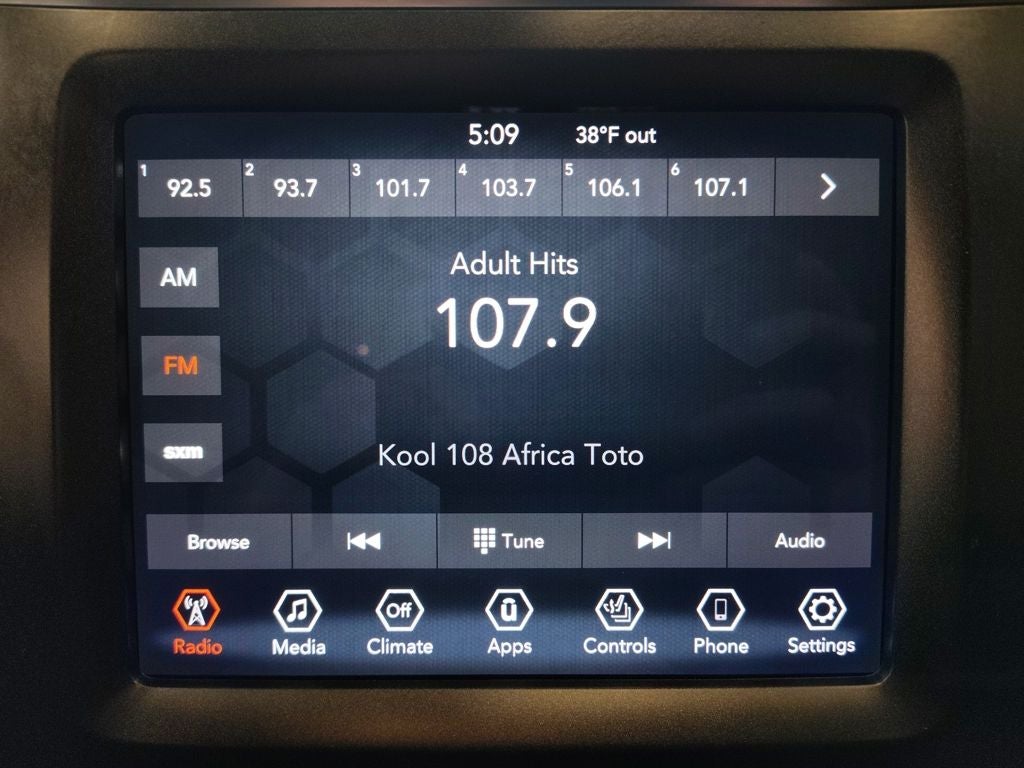 5:09 38°F out
1 92.5 2 93.7 3 101.7 4 103.7 5 106.1 6 107.1
AM
Adult Hits
107.9
FM
sxm
Kool 108 Africa Toto
Browse Tune Audio
Off
Radio Media Climate Apps Controls Phone Settings